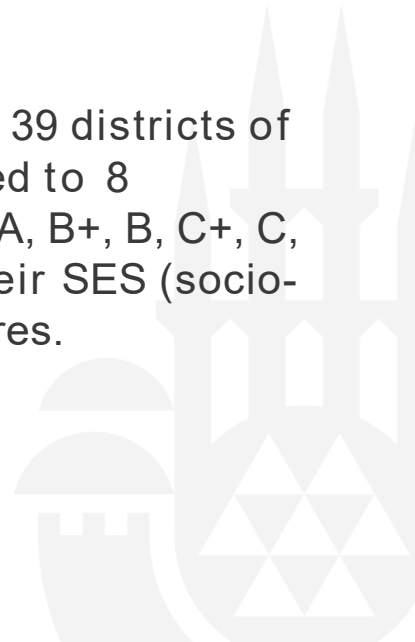 39 districts of
ed to 8
A, B+, B, C+, C,
eir SES (socio-
res.